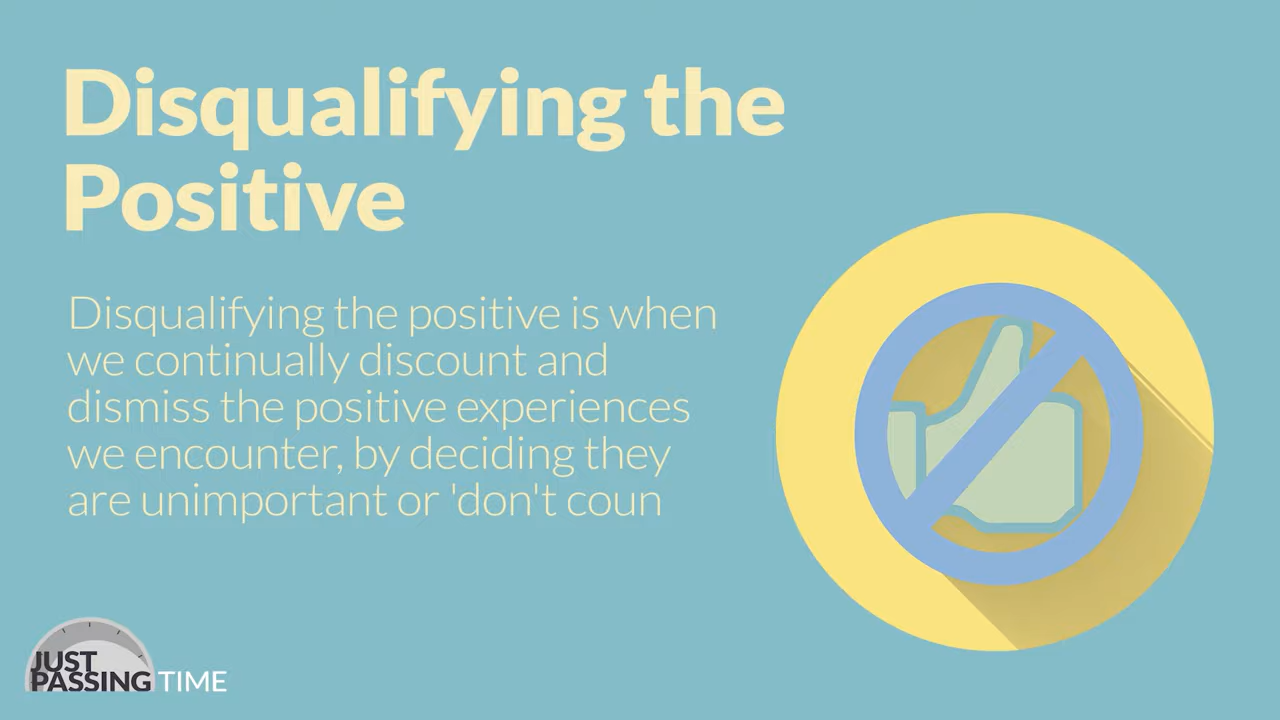 Disqualifying the
Positive
Disqualifying the positive is when
we continually discount and
dismiss the positive experiences
we encounter, by deciding they
are unimportant or 'don't coun
JUST
PASSING TIME